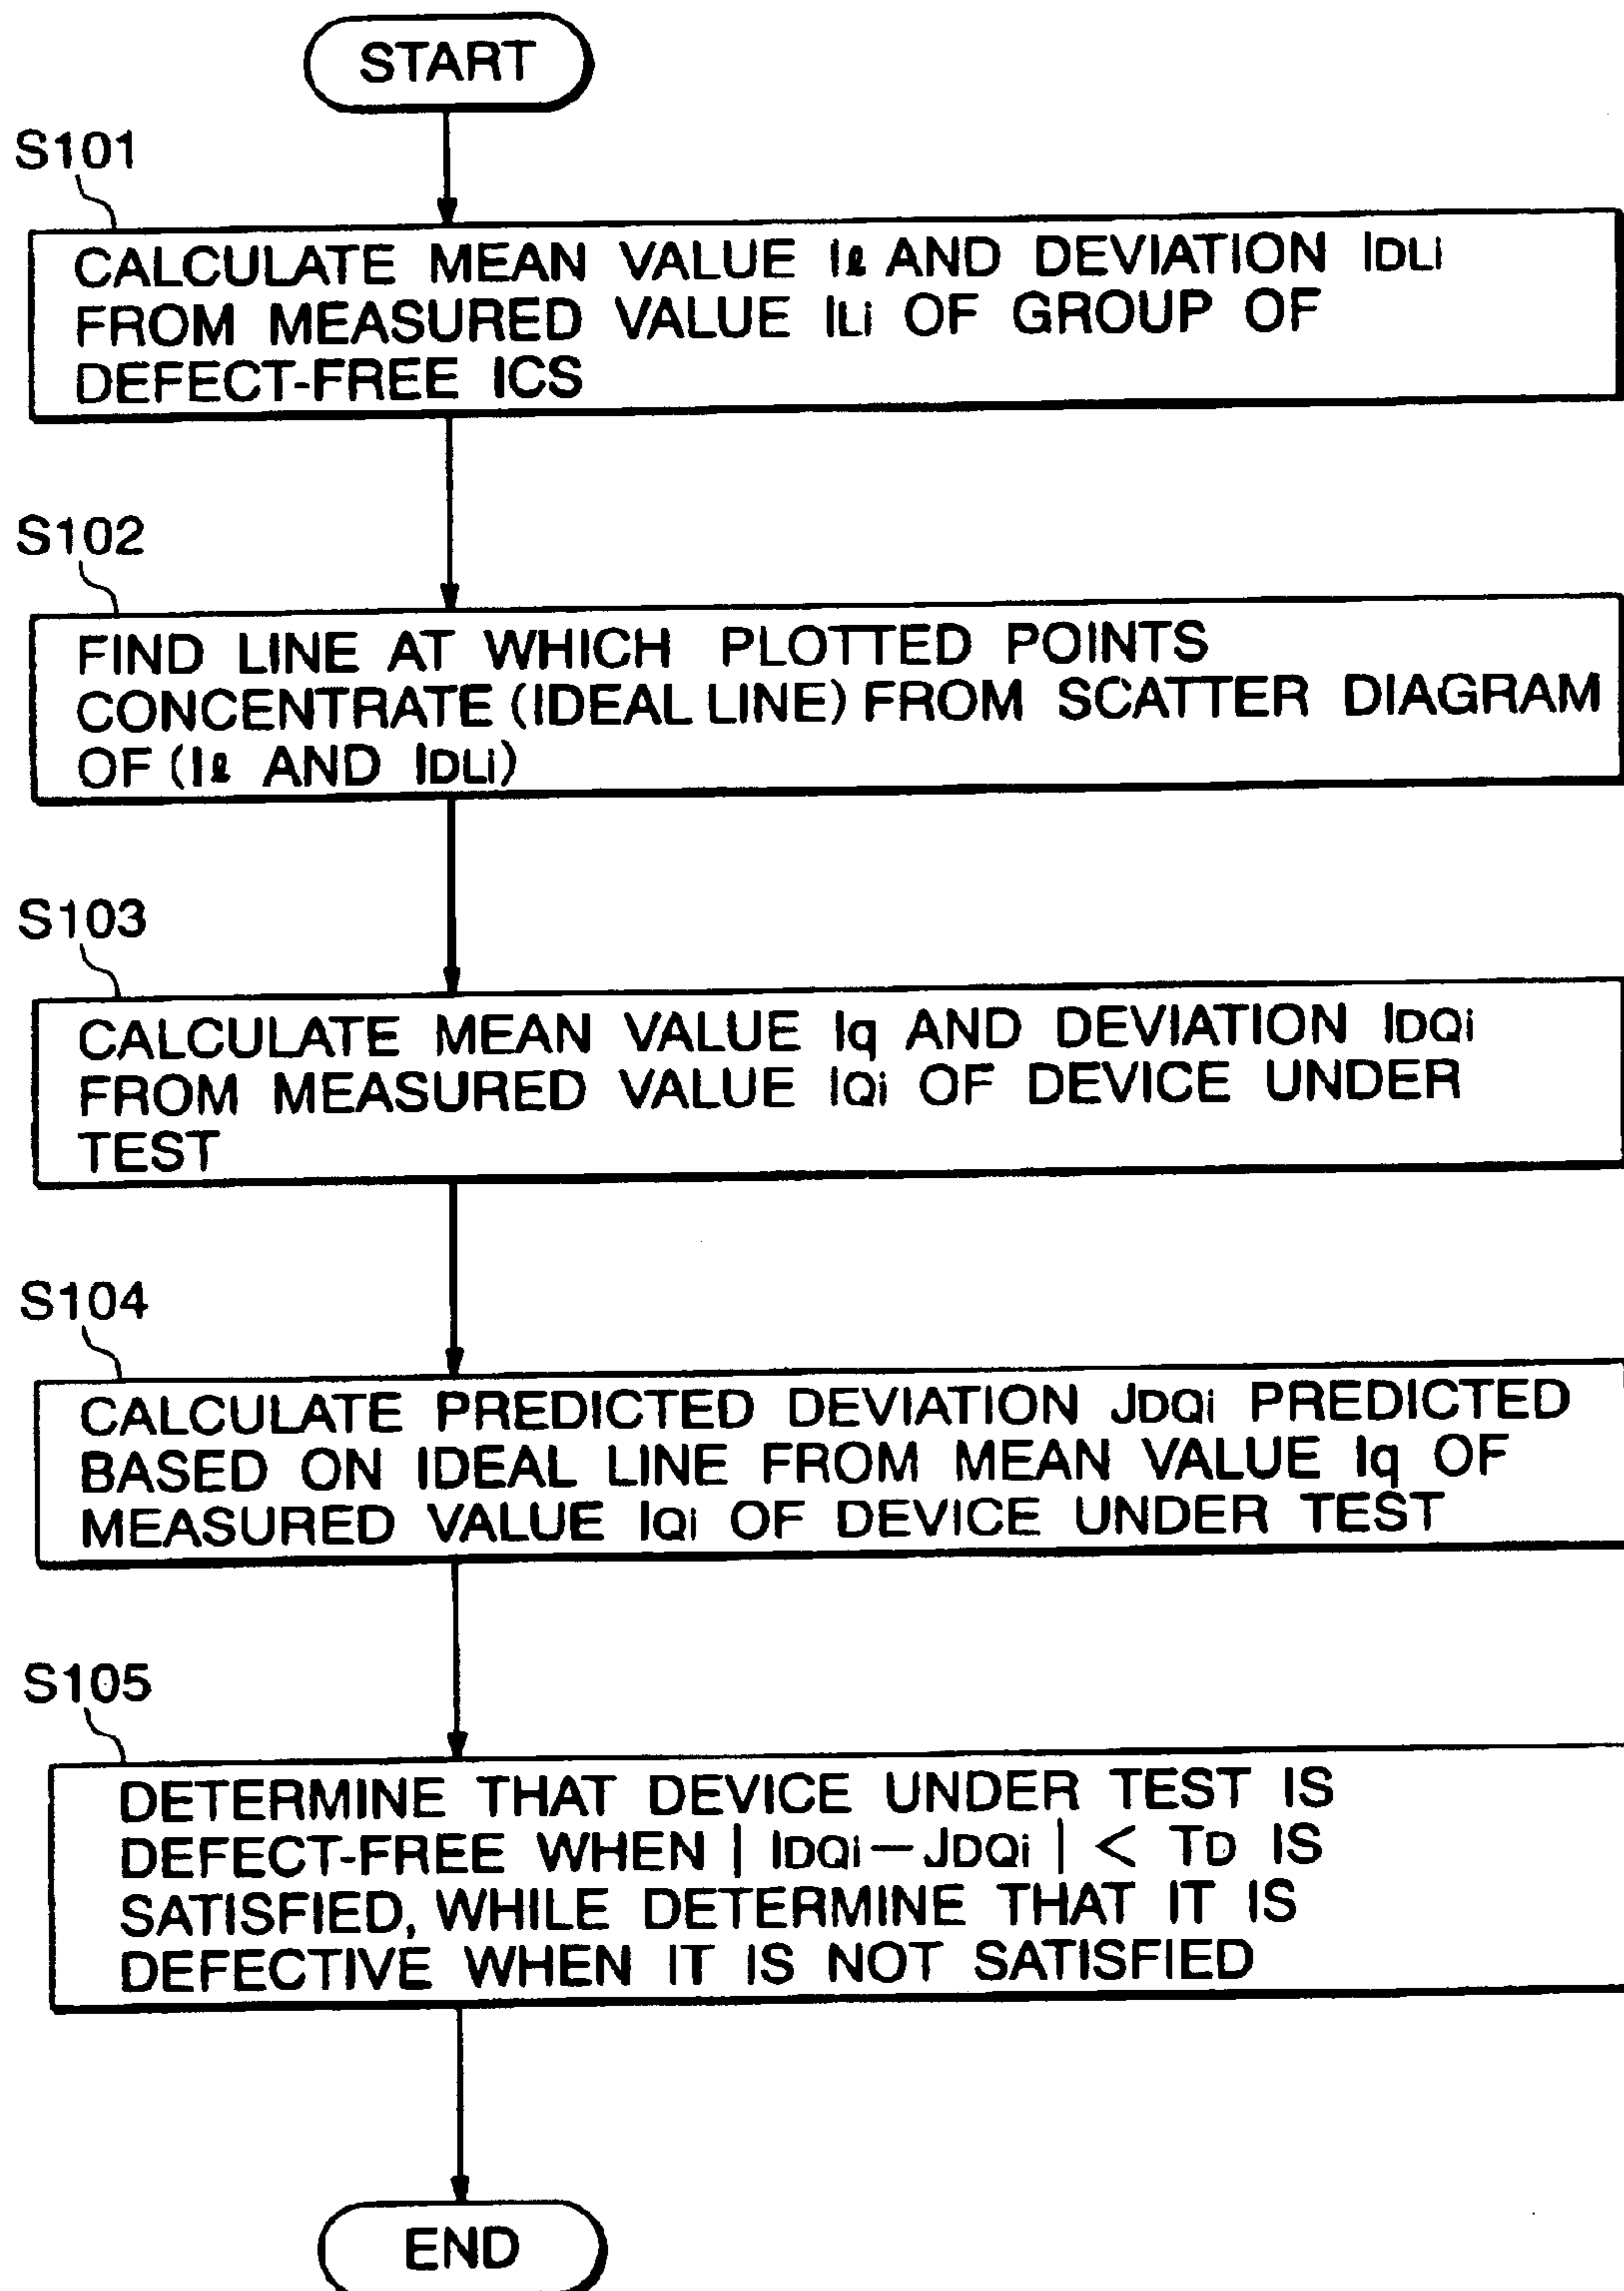 START
S101
CALCULATE MEAN VALUE Iℓ AND DEVIATION IDLi
FROM MEASURED VALUE ILi OF GROUP OF
DEFECT-FREE ICS
S102
FIND LINE AT WHICH PLOTTED POINTS
CONCENTRATE (IDEAL LINE) FROM SCATTER DIAGRAM
OF (Iℓ AND IDLi)
S103
CALCULATE MEAN VALUE Iq AND DEVIATION IDQi
FROM MEASURED VALUE IQi OF DEVICE UNDER
TEST
S104
CALCULATE PREDICTED DEVIATION JDQi PREDICTED
BASED ON IDEAL LINE FROM MEAN VALUE Iq OF
MEASURED VALUE IQi OF DEVICE UNDER TEST
S105
DETERMINE THAT DEVICE UNDER TEST IS
DEFECT-FREE WHEN | IDQi－JDQi | < TD IS
SATISFIED, WHILE DETERMINE THAT IT IS
DEFECTIVE WHEN IT IS NOT SATISFIED
END